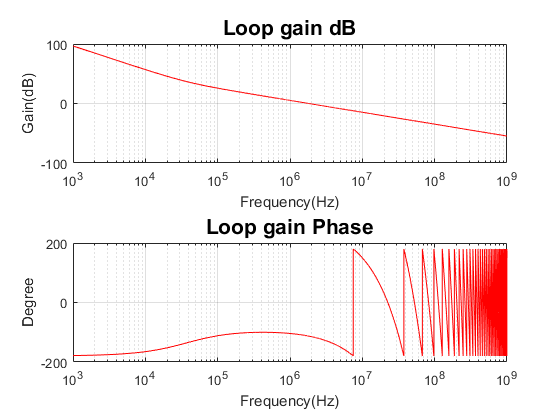 Loop gain dB
Gain(dB)
100
0
-100
10^3 10^4 10^5 10^6 10^7 10^8 10^9
Frequency(Hz)
Loop gain Phase
Degree
200
0
-200
10^3 10^4 10^5 10^6 10^7 10^8 10^9
Frequency(Hz)